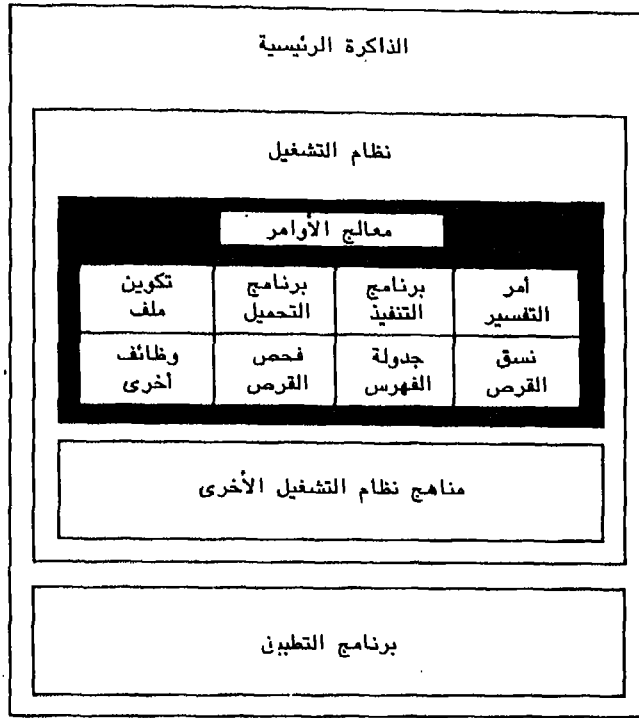 الذاكرة الرئيسية
نظام التشغيل
معالج الأوامر
أمر التفسير
برنامج التنفيذ
برنامج التحميل
تكوين ملف
نسق القرص
جدولة الفهرس
فحص القرص
وظائف أخرى
مناهج نظام التشغيل الأخرى
برنامج التطبيق